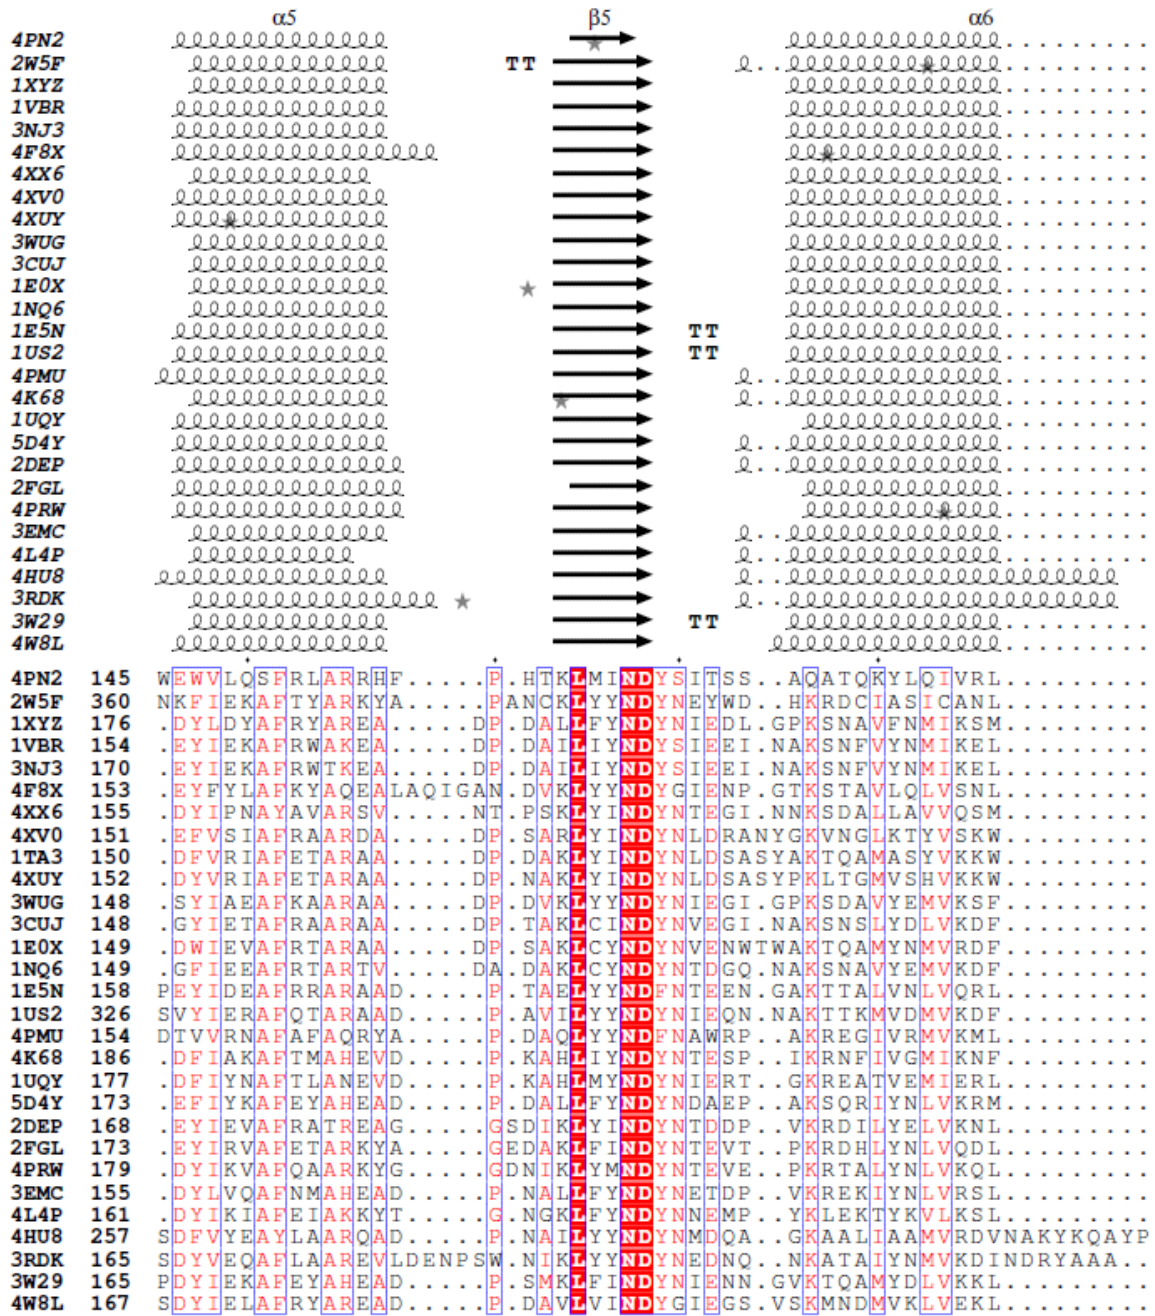 α5 β5 α6
4PN2 .........
2W5F TT .. .........
1XYZ .........
1VBR .........
3NJ3 .........
4F8X .........
4XX6 .........
4XV0 .........
4XUY .........
3WUG .........
3CUJ .........
1E0X .........
1NQ6 .........
1E5N TT .........
1US2 TT .........
4PMU .. .........
4K68 .. .........
1UQY .........
5D4Y .. .........
2DEP .. .........
2FGL .........
4PRW .........
3EMC .. .........
4L4P .. .........
4HU8 .. ..
3RDK .. ..
3W29 TT .........
4W8L .........
4PN2 145 WEWVLQSFRLARRHF.....P.HTKLMINDYSITSS..AQATQKYLQIVRL.........
2W5F 360 NKFIEKAFTYARKYA.....PANCKLYYNDYNEYWD..HKRDCIASICANL.........
1XYZ 176 .DYLDYAFRYAREA.....DP.DALLFYNDYNIEDL.GPKSNAVFNMIKSM.........
1VBR 154 .EYIEKAFRWAKEA.....DP.DAILIYNDYSIEEI.NAKSNFVYNMIKEL.........
3NJ3 170 .EYIEKAFRWTKEA.....DP.DAILIYNDYSIEEI.NAKSNFVYNMIKEL.........
4F8X 153 .EYFYLAFKYAQEALAQIGAN.DVKLYYNDYGIENP.GTKSTAVLQLVSNL.........
4XX6 155 .DYIPNAYAVARSV.....NT.PSKLYINDYNTEGI.NNKSDALLAVVQSM.........
4XV0 151 .EFVSIAFRAARDA.....DP.SARLYINDYNLDRANYGKVNGLKTYVSKW.........
1TA3 150 .DFVRIAFETARAA.....DP.DAKLYINDYNLDSASYAKTQAMASYVKKW.........
4XUY 152 .DYVRIAFETARAA.....DP.NAKLYINDYNLDSASYPKLTGMVSHVKKW.........
3WUG 148 .SYIAEAFKAARAA.....DP.DVKLYYNDYNIEGI.GPKSDAVYEMVKSF.........
3CUJ 148 .GYIETAFRAARAA.....DP.TAKLCINDYNVEGI.NAKSNSLYDLVKDF.........
1E0X 149 .DWIEVAFRTARAA.....DP.SAKLCYNDYNVENWTWAKTQAMYNMVRDF.........
1NQ6 149 .GFIEEAFRTARTV.....DA.DAKLCYNDYNTDGQ.NAKSNAVYEMVKDF.........
1E5N 158 PEYIDEAFRRARAAD.....P.TAELYYNDFNTEEN.GAKTTALVNLVQRL.........
1US2 326 SVYIERAFQTARAAD.....P.AVILYYNDYNIEQN.NAKTTKMVDMVKDF.........
4PMU 154 DTVVRNAFAFAQRYA.....P.DAQLYYNDFNAWRP..AKREGIVRMVKML.........
4K68 186 .DFIAKAFTMAHEVD.....P.KAHLIYNDYNTESP..IKRNFIVGMIKNF.........
1UQY 177 .DFIYNAFTLANEVD.....P.KAHLMYNDYNIERT..GKREATVEMIERL.........
5D4Y 173 .EFIYKAFEYAHEAD.....P.DALLFYNDYNDAEP..AKSQRIYNLVKRM.........
2DEP 168 .EYIEVAFRATREAG.....GSDIKLYINDYNTDDP..VKRDILYELVKNL.........
2FGL 173 .EYIRVAFETARKYA.....GEDAKLFINDYNTEVT..PKRDHLYNLVQDL.........
4PRW 179 .DYIKVAFQAARKYG.....GDNIKLYMNDYNTEVE..PKRTALYNLVKQL.........
3EMC 155 .DYLVQAFNMAHEAD.....P.NALLFYNDYNETDP..VKREKIYNLVRSL.........
4L4P 161 .DYIKIAFEIAKKYT.....G.NGKLFYNDYNNEMP..YKLEKTYKVLKSL.........
4HU8 257 SDFVYEAYLAARQAD.....P.NAILYYNDYNMDQA..GKAALIAAMVRDVNAKYKQAYP
3RDK 165 SDYVEQAFLAAREVLDENPSW.NIKLYYNDYNEDNQ..NKATAIYNMVKDINDRYAAA..
3W29 145 PDYIEKAFEYAHEAD.....P.SMKLFINDYNIENN.GVKTQAMYDLVKKL.........
4W8L 167 SDYIELAFRYAREAD.....P.DAVLVINDYGIEGS.VSKMNDMVKLVEKL.........